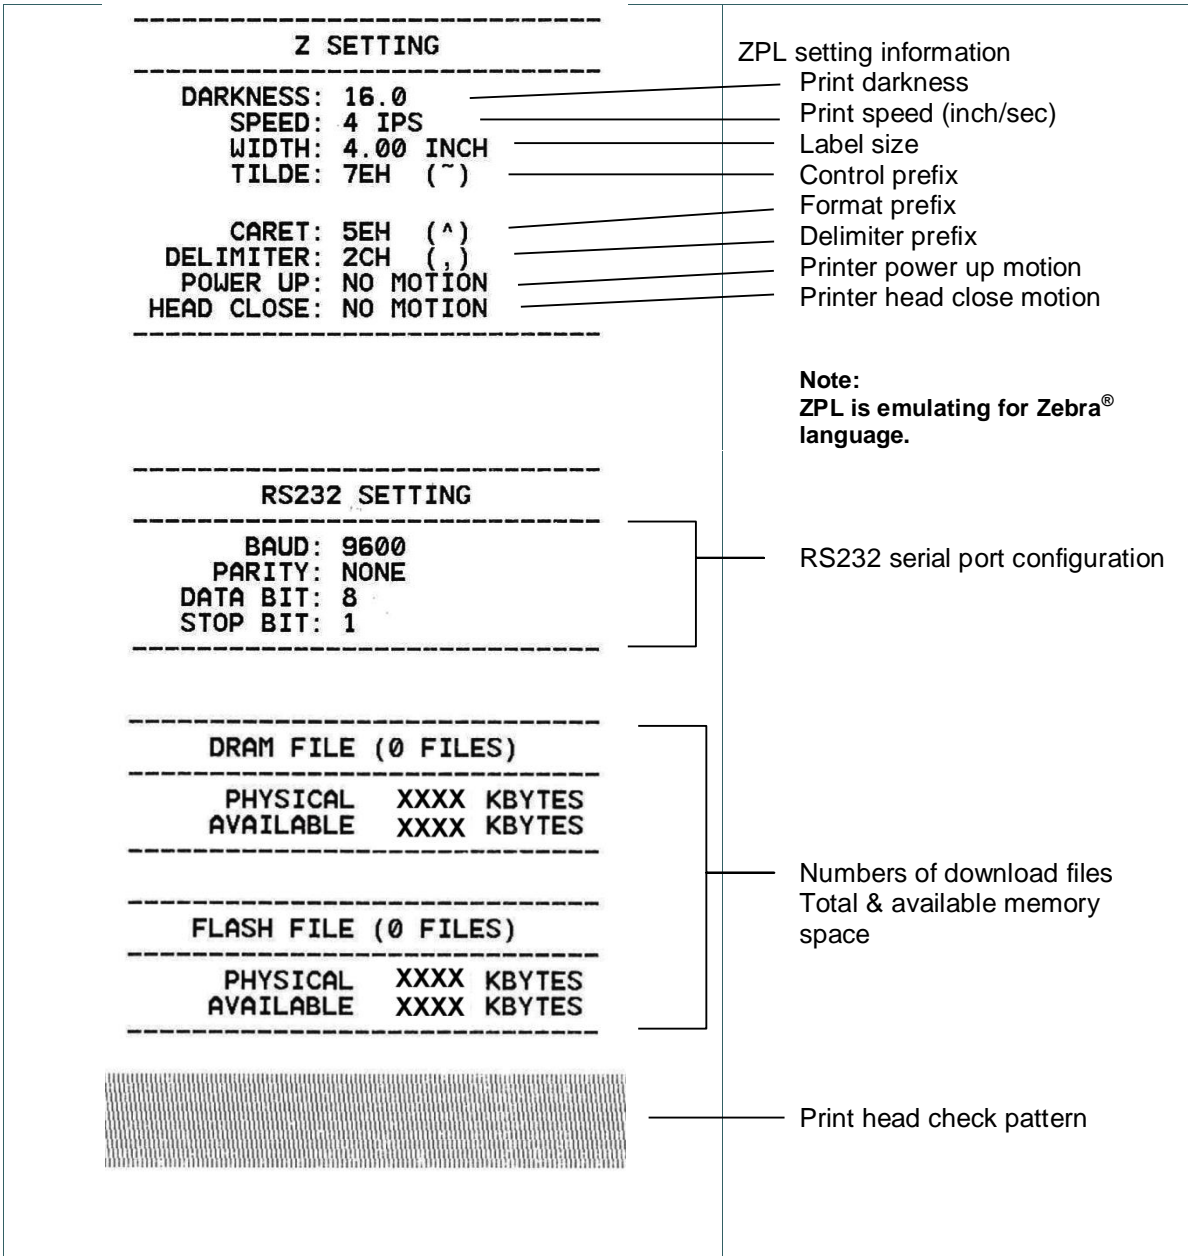 Z SETTING
DARKNESS: 16.0
SPEED: 4 IPS
WIDTH: 4.00 INCH
TILDE: 7EH (~)
CARET: 5EH (^)
DELIMITER: 2CH (,)
POWER UP: NO MOTION
HEAD CLOSE: NO MOTION
ZPL setting information
Print darkness
Print speed (inch/sec)
Label size
Control prefix
Format prefix
Delimiter prefix
Printer power up motion
Printer head close motion
Note:
ZPL is emulating for Zebra®
language.
RS232 SETTING
BAUD: 9600
PARITY: NONE
DATA BIT: 8
STOP BIT: 1
RS232 serial port configuration
DRAM FILE (0 FILES)
PHYSICAL XXXX KBYTES
AVAILABLE XXXX KBYTES
FLASH FILE (0 FILES)
PHYSICAL XXXX KBYTES
AVAILABLE XXXX KBYTES
Numbers of download files
Total & available memory
space
Print head check pattern